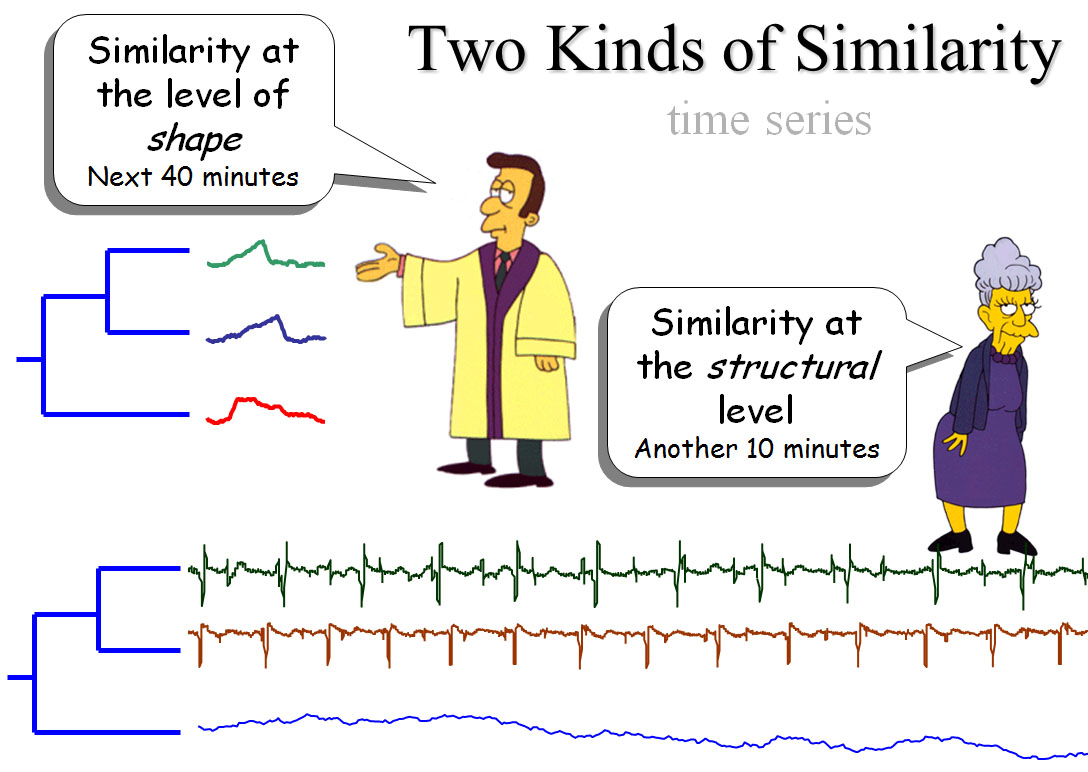 Two Kinds of Similarity
time series
Similarity at
the level of
shape
Next 40 minutes
Similarity at
the structural
level
Another 10 minutes